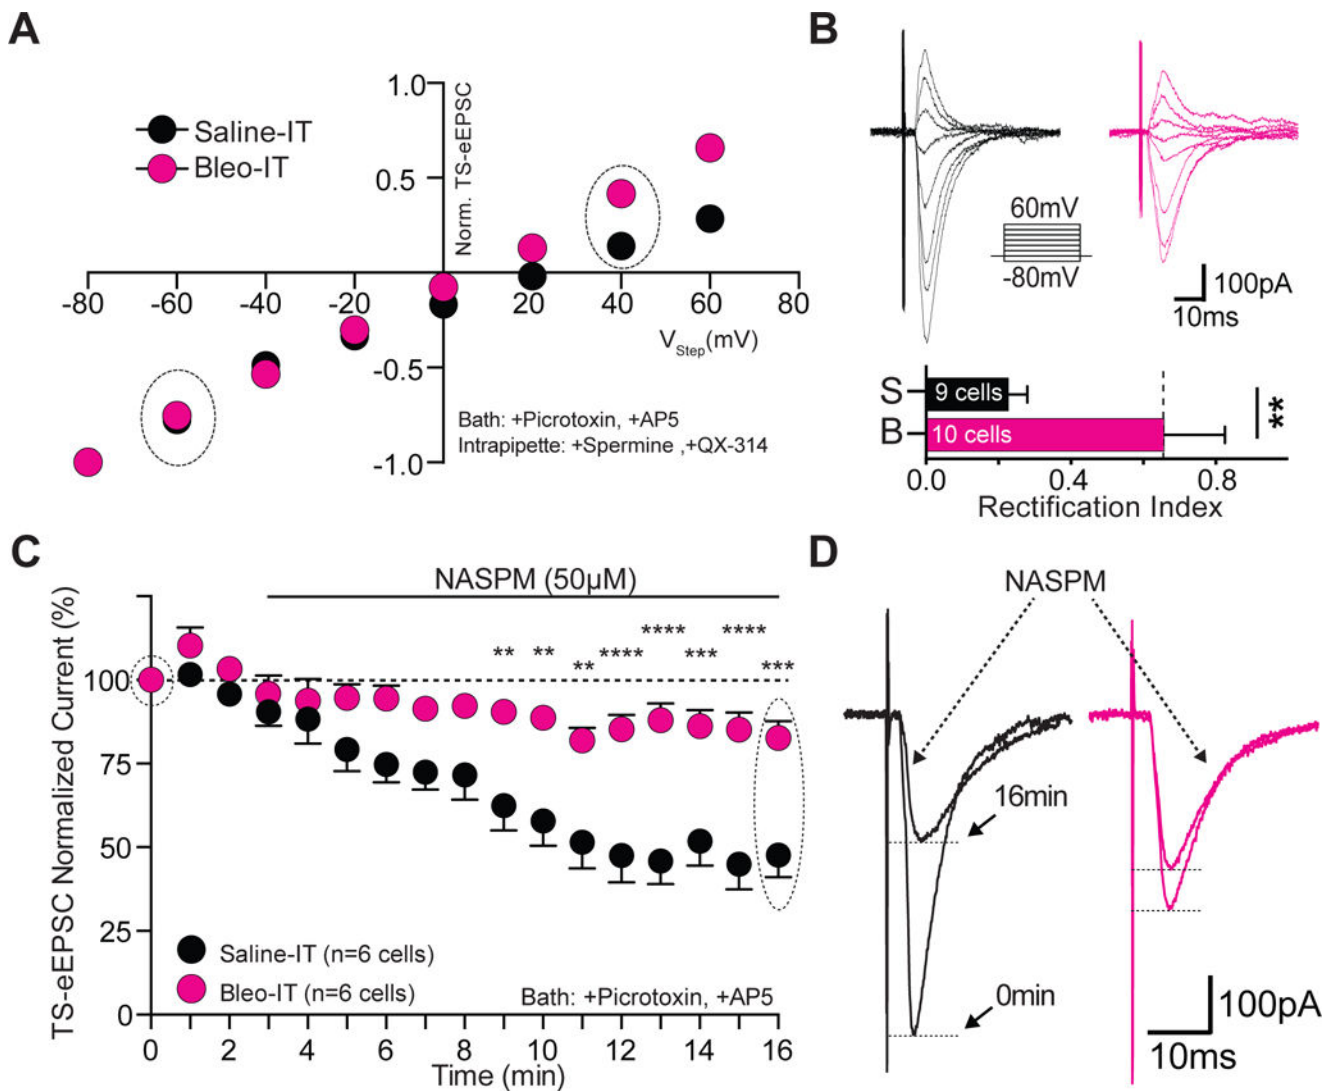 A
Saline-IT
Bleo-IT
Norm. TS-eEPSC
1.0
0.5
-80 -60 -40 -20 20 40 60 80
V_Step (mV)
-0.5
-1.0
Bath: +Picrotoxin, +AP5
Intrapipette: +Spermine ,+QX-314
B
60mV
-80mV
100pA
10ms
S
9 cells
B
10 cells
**
0.0 0.4 0.8
Rectification Index
C
NASPM (50µM)
TS-eEPSC Normalized Current (%)
100
75
50
25
0
** ** ** **** **** *** **** ***
Saline-IT (n=6 cells)
Bleo-IT (n=6 cells)
Bath: +Picrotoxin, +AP5
0 2 4 6 8 10 12 14 16
Time (min)
D
NASPM
16min
0min
100pA
10ms